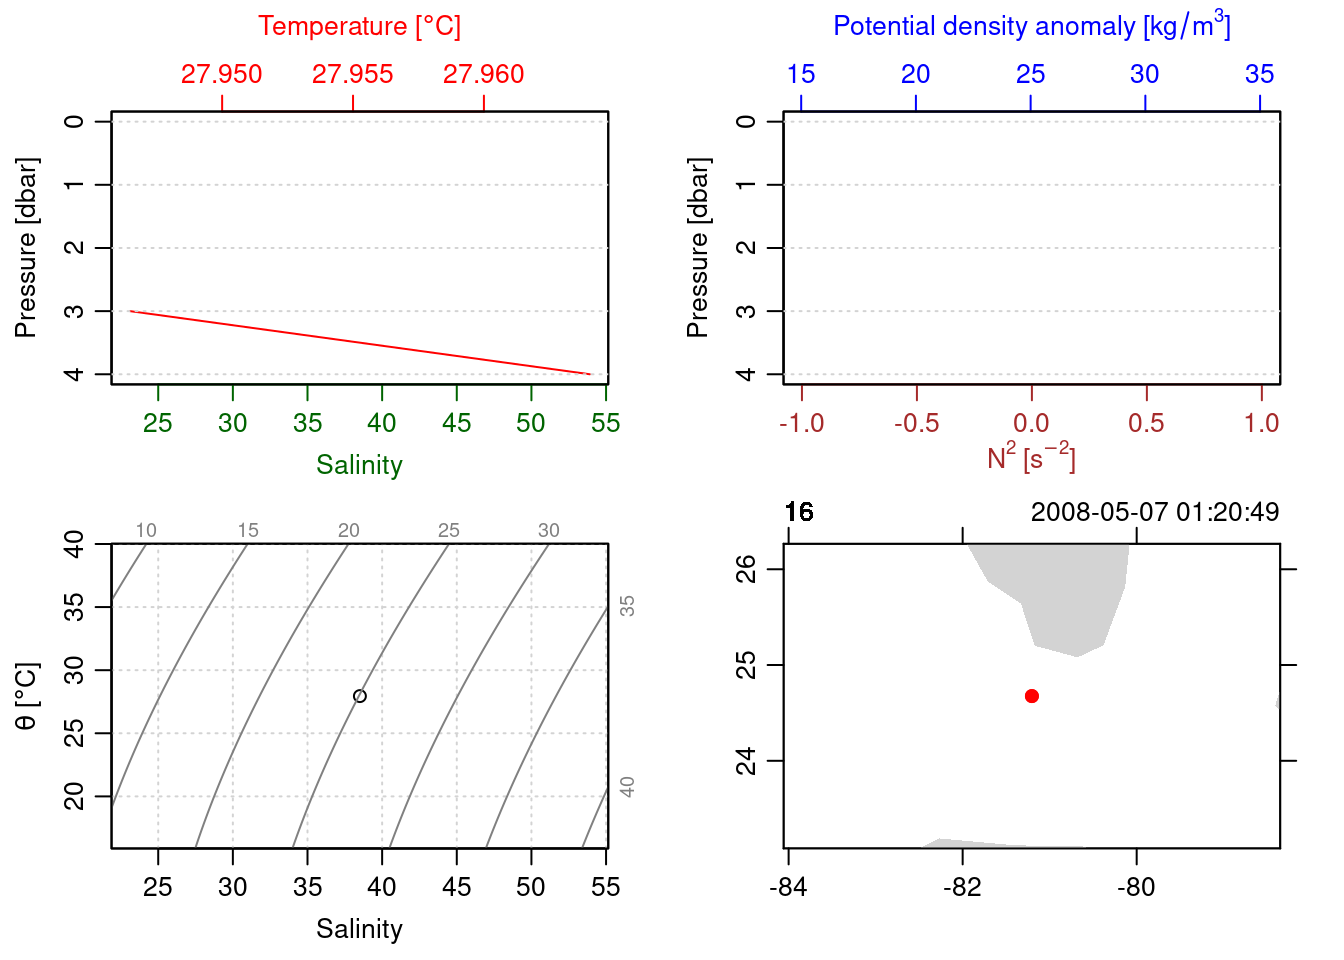 Temperature [°C]
27.950 27.955 27.960
0
1
2
3
4
Pressure [dbar]
25 30 35 40 45 50 55
Salinity
Potential density anomaly [kg/m³]
15 20 25 30 35
0
1
2
3
4
Pressure [dbar]
-1.0 -0.5 0.0 0.5 1.0
N² [s⁻²]
10 15 20 25 30
35
40
40
35
30
25
20
θ [°C]
25 30 35 40 45 50 55
Salinity
16 2008-05-07 01:20:49
26
25
24
-84 -82 -80